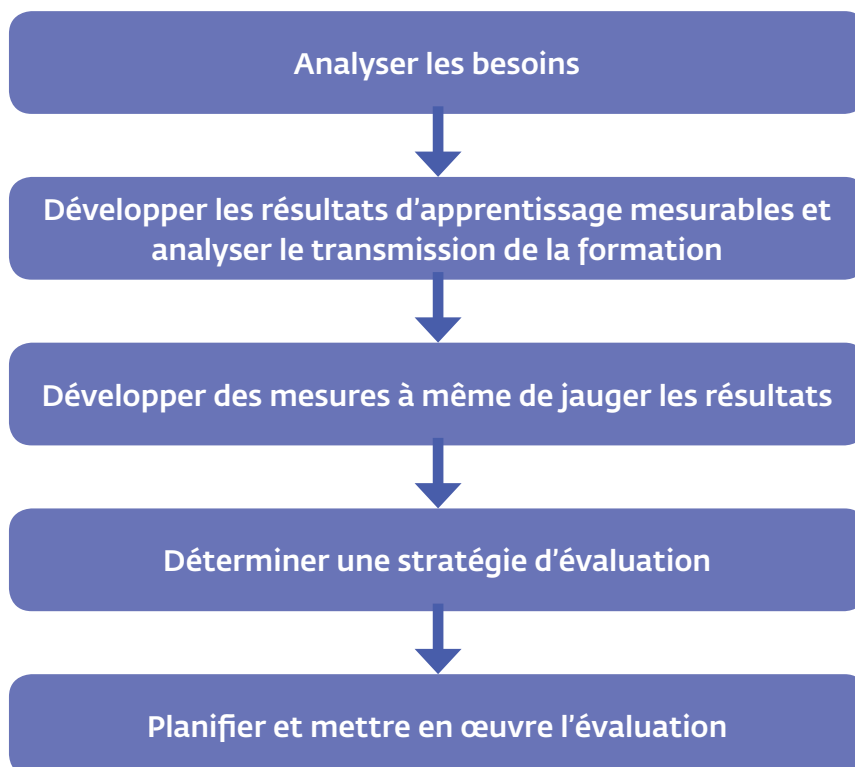 Analyser les besoins
Développer les résultats d'apprentissage mesurables et
analyser le transmission de la formation
Développer des mesures à même de jauger les résultats
Déterminer une stratégie d'évaluation
Planifier et mettre en œuvre l'évaluation